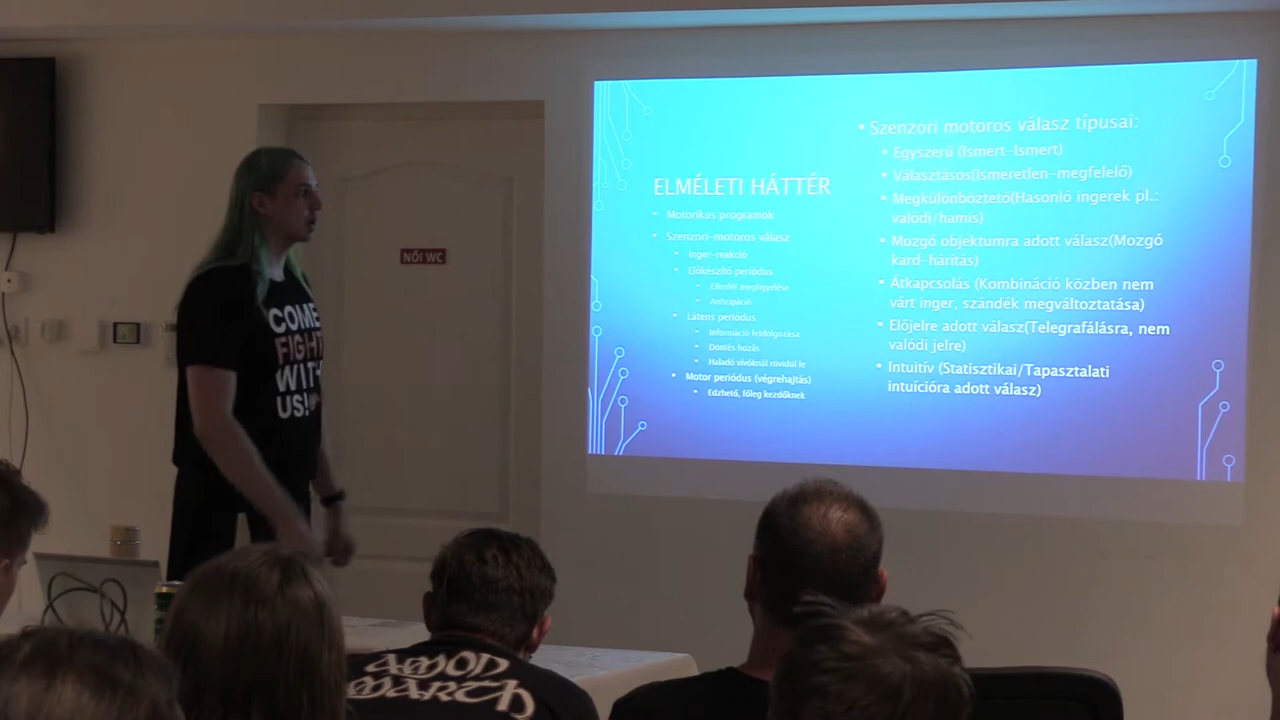 NŐI WC
COME
FIGHT
WITH
US!
ELMÉLETI HÁTTÉR
• Motorikus programok
• Szenzori-motoros válasz
• Inger-reakció
• Előkészítő periódus
• Ellenfél megfigyelése
• Anticipáció
• Látens periódus
• Információ feldolgozása
• Döntés hozás
• Haladó vívóknál rövidül le
• Motor periódus (végrehajtás)
• Edzhető, főleg kezdőknek
• Szenzori motoros válasz típusai:
• Egyszerű (Ismert-Ismert)
• Választásos(Ismeretlen-megfelelő)
• Megkülönböztető(Hasonló ingerek pl.:
valódi/hamis)
• Mozgó objektumra adott válasz(Mozgó
kard-hárítás)
• Átkapcsolás (Kombináció közben nem
várt inger, szándék megváltoztatása)
• Előjelre adott válasz(Telegrafálásra, nem
valódi jelre)
• Intuitív (Statisztikai/Tapasztalati
intuícióra adott válasz)
AMON
AMARTH